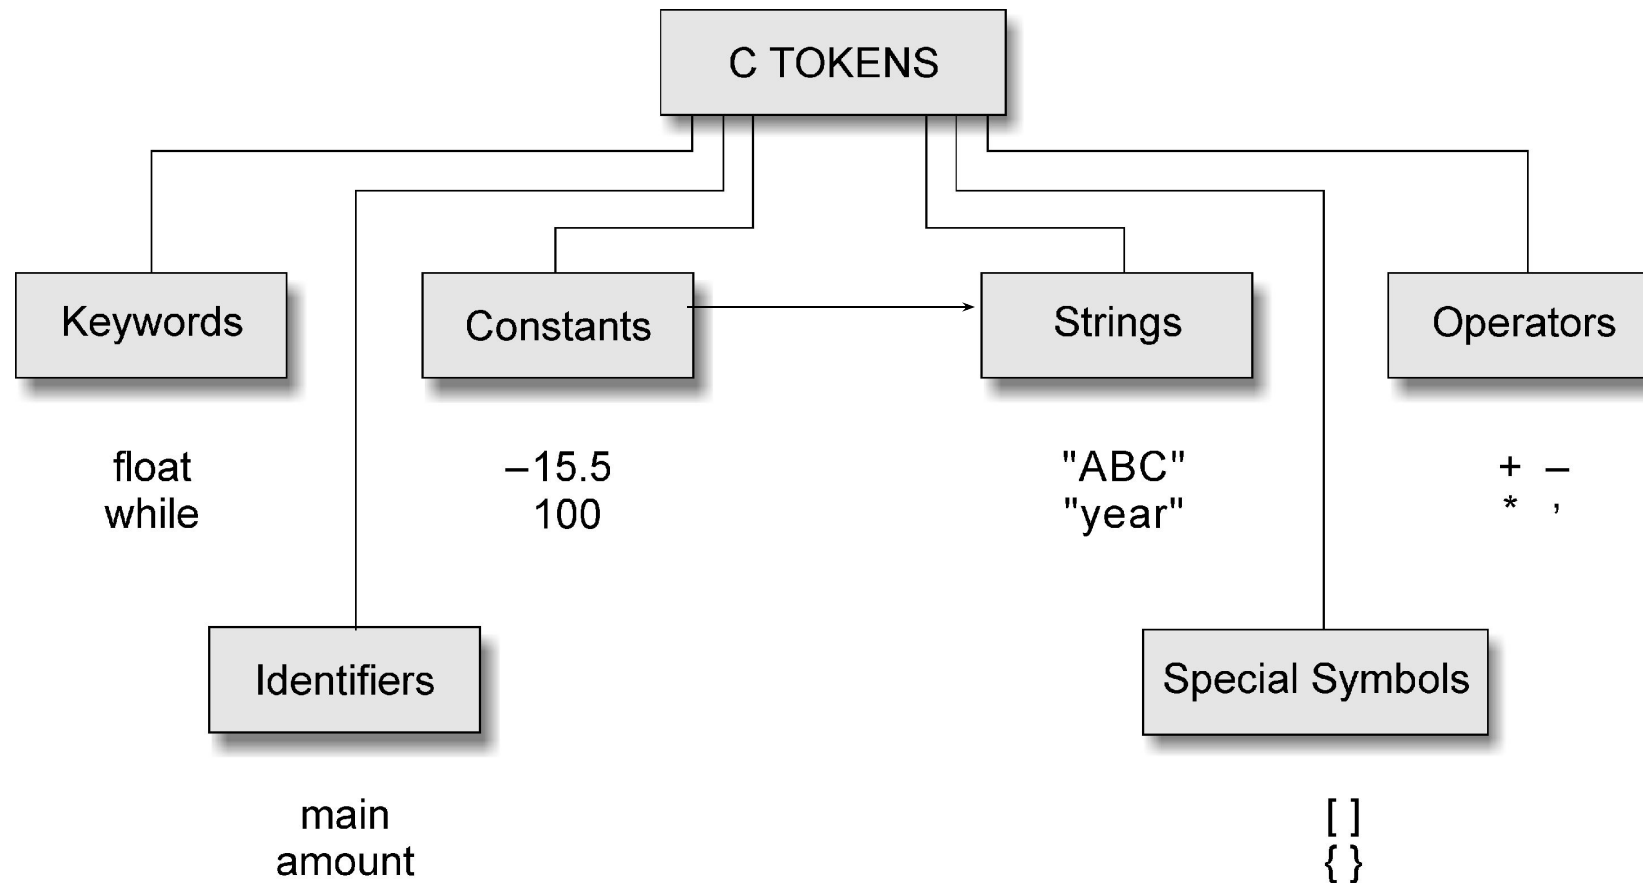 C TOKENS
Keywords
Constants
Strings
Operators
float
while
–15.5
100
"ABC"
"year"
+ –
* ,
Identifiers
Special Symbols
main
amount
[ ]
{ }